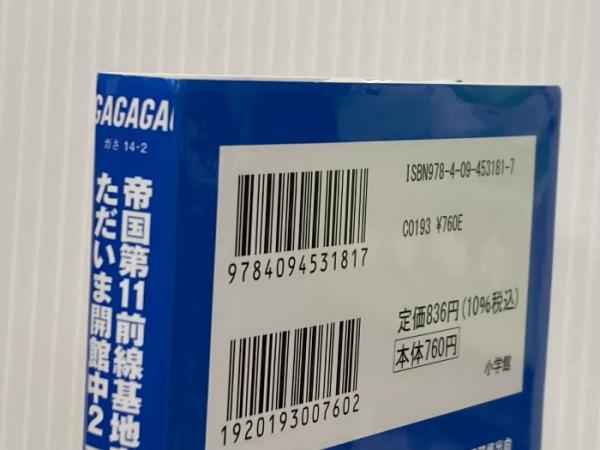 GAGAGA
ガさ 14-2
帝国第11前線基地
ただいま開館中2
ISBN978-4-09-453181-7
C0193 ¥760E
9784094531817
定価836円(10%税込)
本体760円
1920193007602
小学館